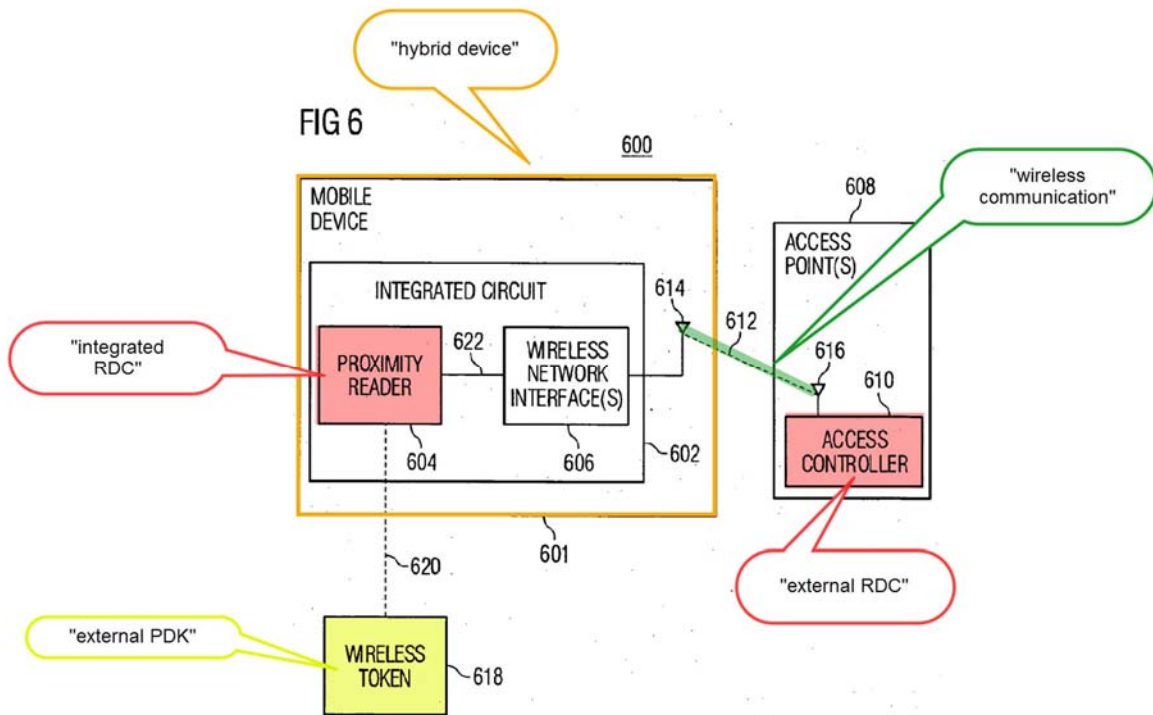 "hybrid device"
FIG 6
600
MOBILE
DEVICE
608
"wireless
communication"
ACCESS
POINT(S)
INTEGRATED CIRCUIT
614
612
616
610
"integrated
RDC"
PROXIMITY
READER
622
WIRELESS
NETWORK
INTERFACE(S)
604
606
602
ACCESS
CONTROLLER
601
620
"external RDC"
"external PDK"
WIRELESS
TOKEN
618